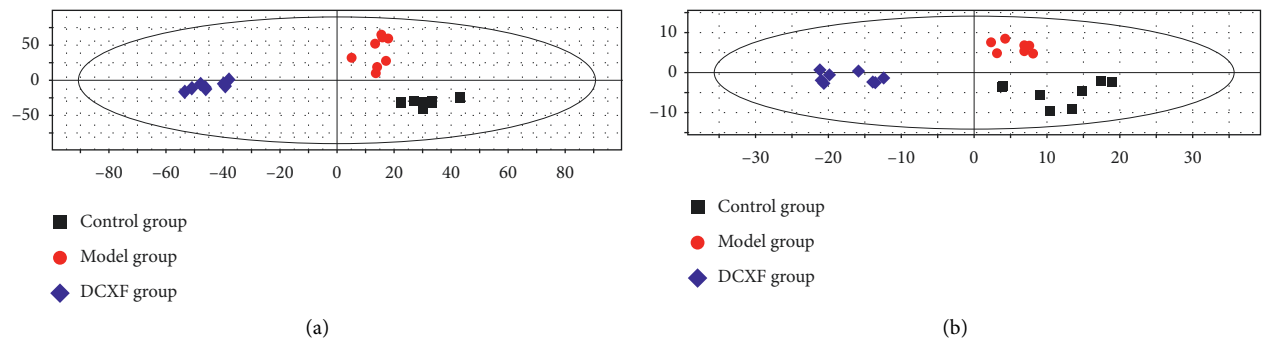 50
0
−50
−80 −60 −40 −20 0 20 40 60 80
Control group
Model group
DCXF group
(a)
10
0
−10
−30 −20 −10 0 10 20 30
Control group
Model group
DCXF group
(b)